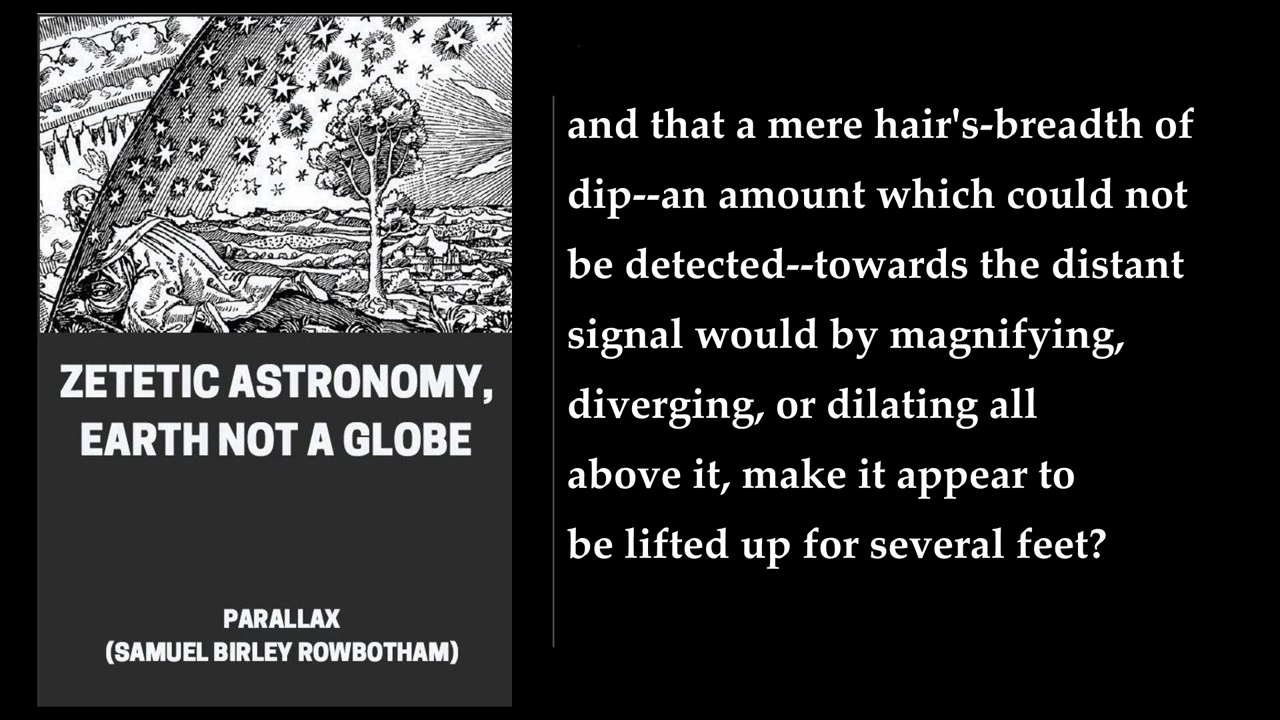 ZETETIC ASTRONOMY,
EARTH NOT A GLOBE
PARALLAX
(SAMUEL BIRLEY ROWBOTHAM)
and that a mere hair's-breadth of
dip--an amount which could not
be detected--towards the distant
signal would by magnifying,
diverging, or dilating all
above it, make it appear to
be lifted up for several feet?